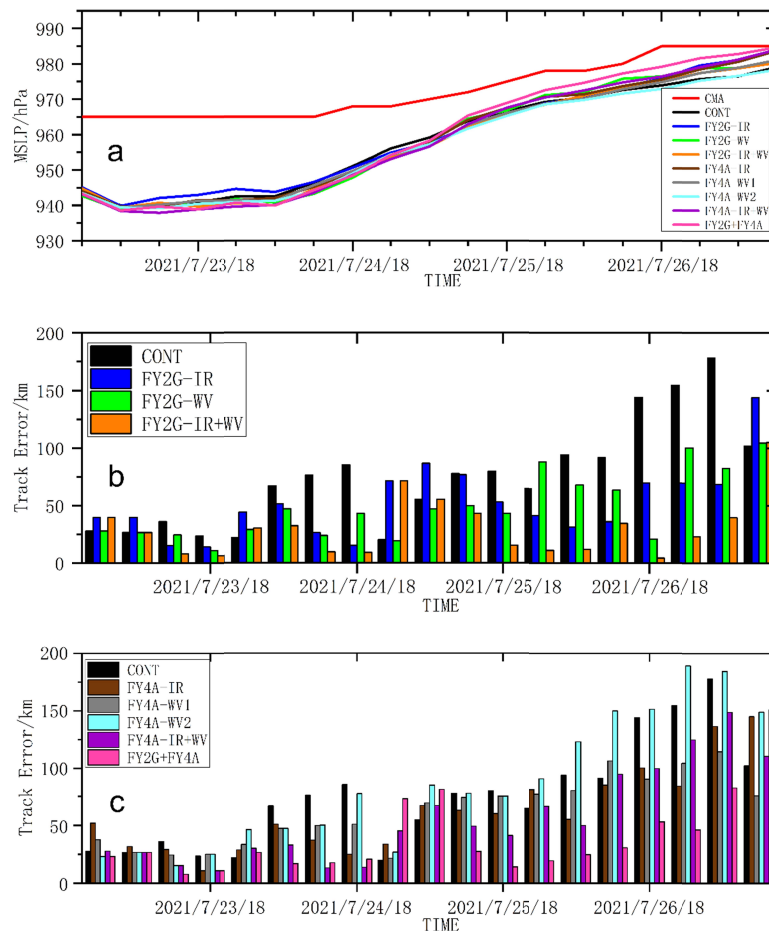 995
990
980
970
960
950
940
930
MSLP/hPa
a
CMA
CONT
FY2G-IR
FY2G-WV
FY2G-IR-WV
FY4A-IR
FY4A-WV1
FY4A-WV2
FY4A-IR-WV
FY2G+FY4A
2021/7/23/18
2021/7/24/18
2021/7/25/18
2021/7/26/18
TIME
200
150
100
50
0
Track Error/km
b
CONT
FY2G-IR
FY2G-WV
FY2G-IR+WV
2021/7/23/18
2021/7/24/18
2021/7/25/18
2021/7/26/18
TIME
200
150
100
50
0
Track Error/km
c
CONT
FY4A-IR
FY4A-WV1
FY4A-WV2
FY4A-IR+WV
FY2G+FY4A
2021/7/23/18
2021/7/24/18
2021/7/25/18
2021/7/26/18
TIME